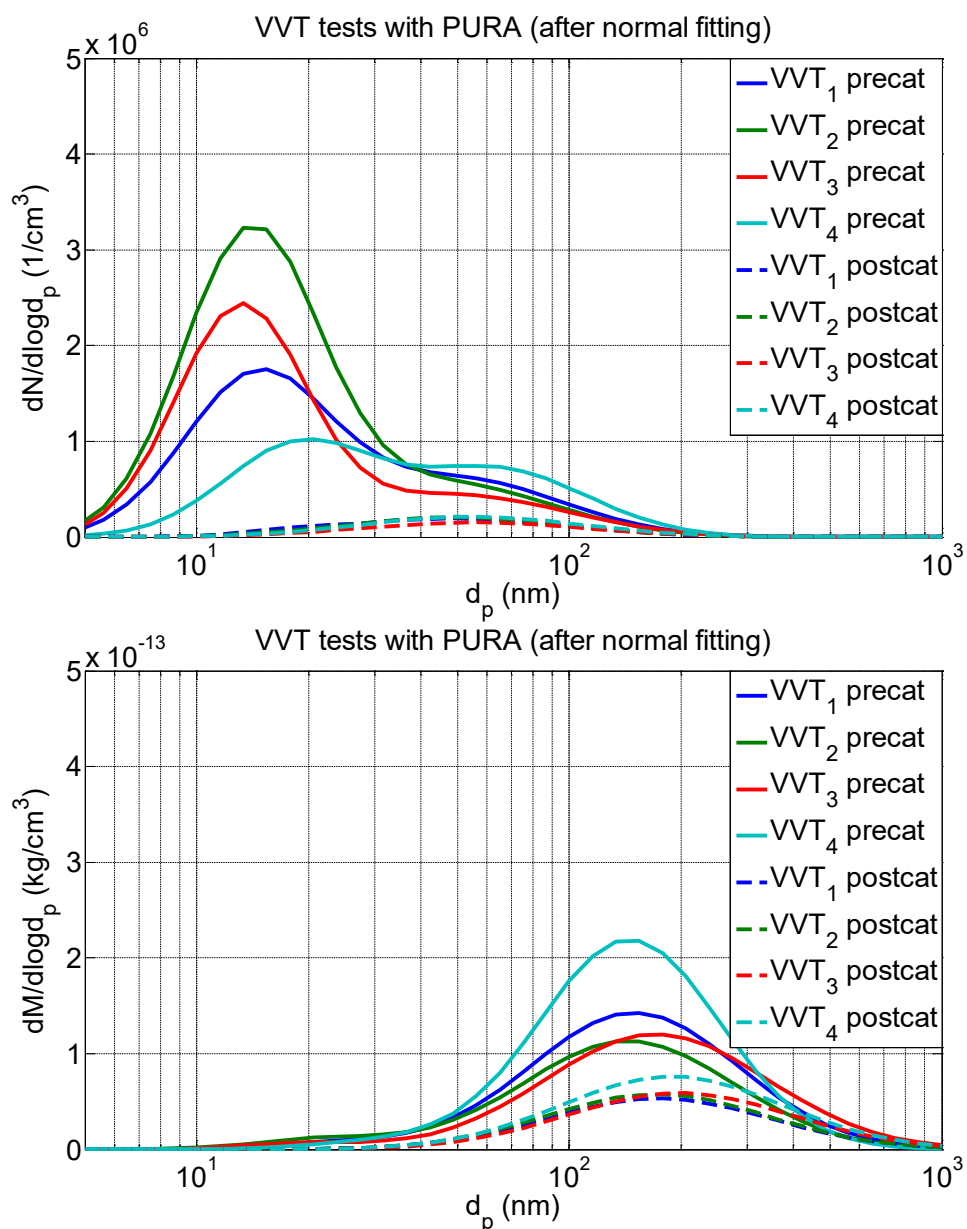 VVT tests with PURA (after normal fitting)
x 10^6
5
4
3
2
1
0
dN/dlogd_p (1/cm^3)
VVT_1 precat
VVT_2 precat
VVT_3 precat
VVT_4 precat
VVT_1 postcat
VVT_2 postcat
VVT_3 postcat
VVT_4 postcat
10^1 10^2 10^3
d_p (nm)
VVT tests with PURA (after normal fitting)
x 10^-13
5
4
3
2
1
0
dM/dlogd_p (kg/cm^3)
VVT_1 precat
VVT_2 precat
VVT_3 precat
VVT_4 precat
VVT_1 postcat
VVT_2 postcat
VVT_3 postcat
VVT_4 postcat
10^1 10^2 10^3
d_p (nm)